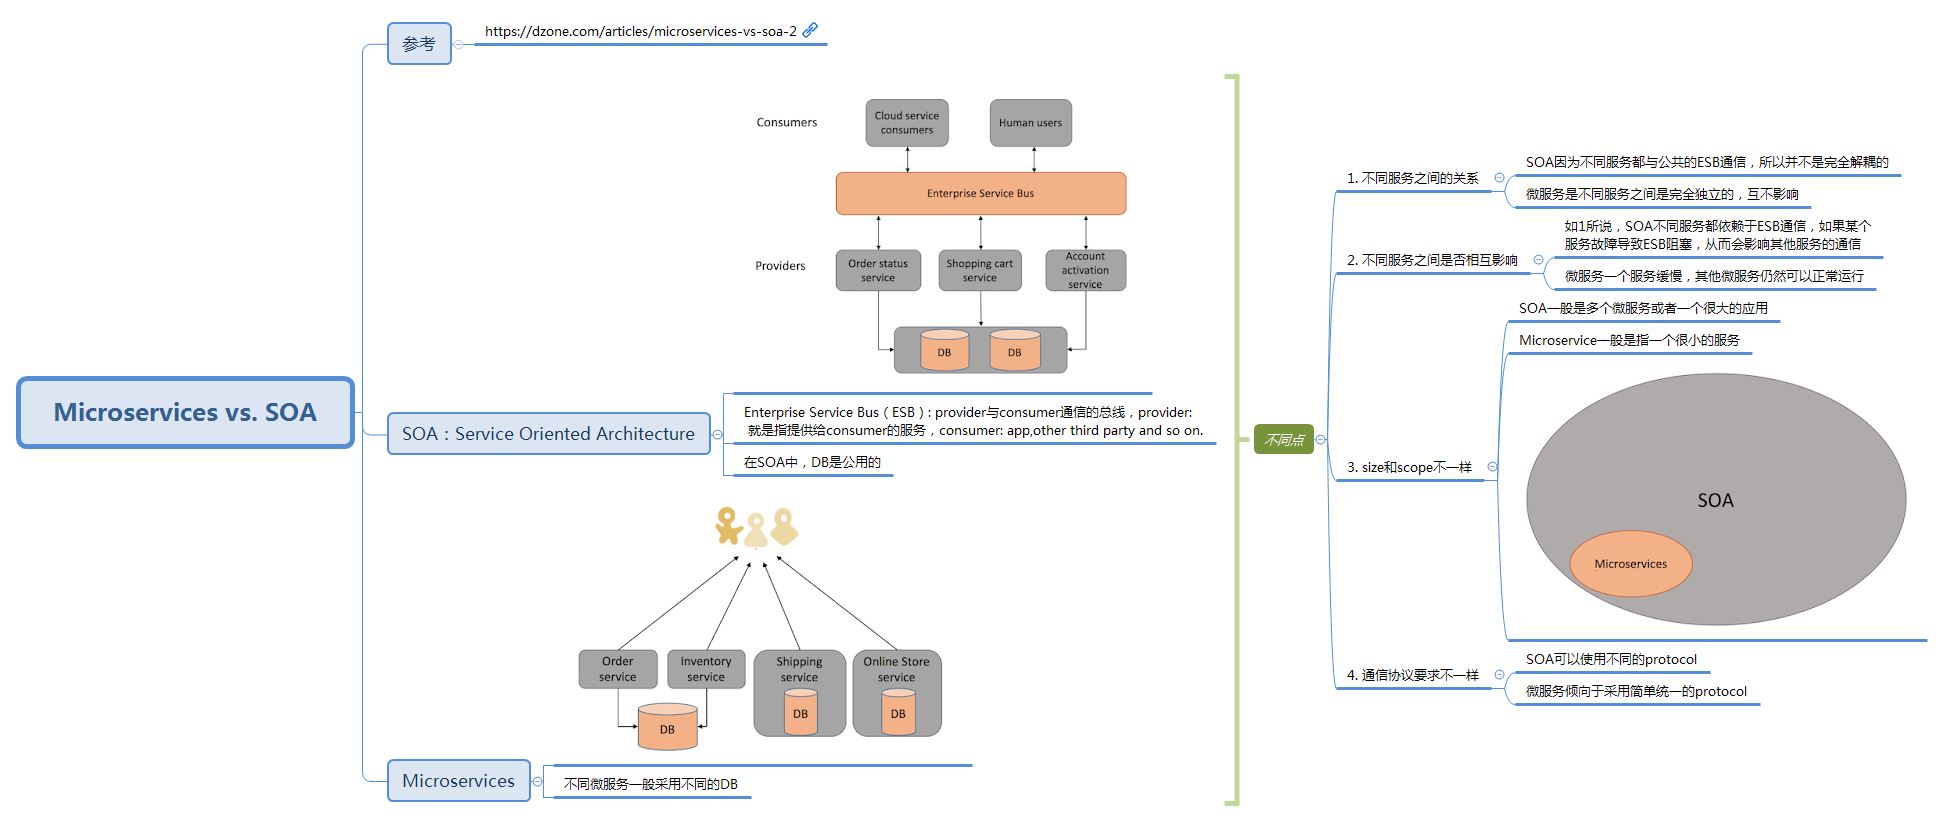 Microservices vs. SOA
参考
https://dzone.com/articles/microservices-vs-soa-2
Consumers
Cloud service
consumers
Human users
Enterprise Service Bus
Providers
Order status
service
Shopping cart
service
Account
activation
service
DB
DB
SOA：Service Oriented Architecture
Enterprise Service Bus（ESB）: provider与consumer通信的总线，provider:
就是指提供给consumer的服务，consumer: app,other third party and so on.
在SOA中，DB是公用的
Order
service
Inventory
service
Shipping
service
Online Store
service
DB
DB
DB
Microservices
不同微服务一般采用不同的DB
不同点
1. 不同服务之间的关系
SOA因为不同服务都与公共的ESB通信，所以并不是完全解耦的
微服务是不同服务之间是完全独立的，互不影响
2. 不同服务之间是否相互影响
如1所说，SOA不同服务都依赖于ESB通信，如果某个
服务故障导致ESB阻塞，从而会影响其他服务的通信
微服务一个服务缓慢，其他微服务仍然可以正常运行
3. size和scope不一样
SOA一般是多个微服务或者一个很大的应用
Microservice一般是指一个很小的服务
SOA
Microservices
4. 通信协议要求不一样
SOA可以使用不同的protocol
微服务倾向于采用简单统一的protocol